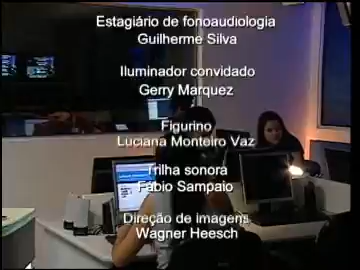 Estagiário de fonoaudiologia
Guilherme Silva
Iluminador convidado
Gerry Marquez
Figurino
Luciana Monteiro Vaz
Trilha sonora
Fábio Sampaio
Direção de imagens
Wagner Heesch